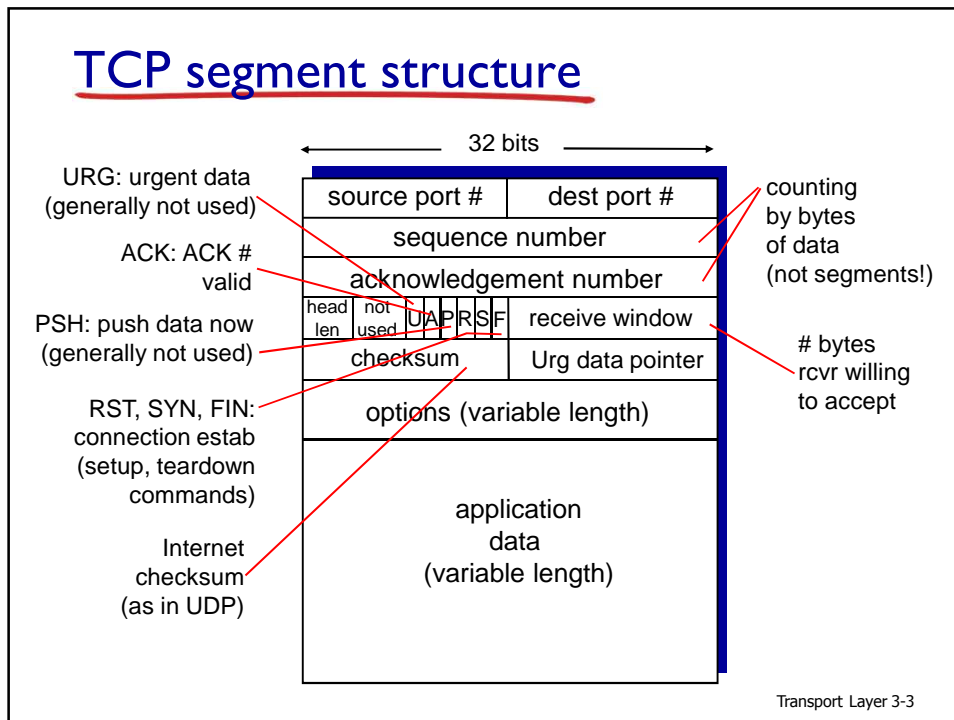 TCP segment structure
32 bits
URG: urgent data
(generally not used)
ACK: ACK #
valid
PSH: push data now
(generally not used)
RST, SYN, FIN:
connection estab
(setup, teardown
commands)
Internet
checksum
(as in UDP)
source port #
dest port #
sequence number
acknowledgement number
head
len
not
used
U A P R S F
receive window
checksum
Urg data pointer
options (variable length)
application
data
(variable length)
counting
by bytes
of data
(not segments!)
# bytes
rcvr willing
to accept
Transport Layer 3-3